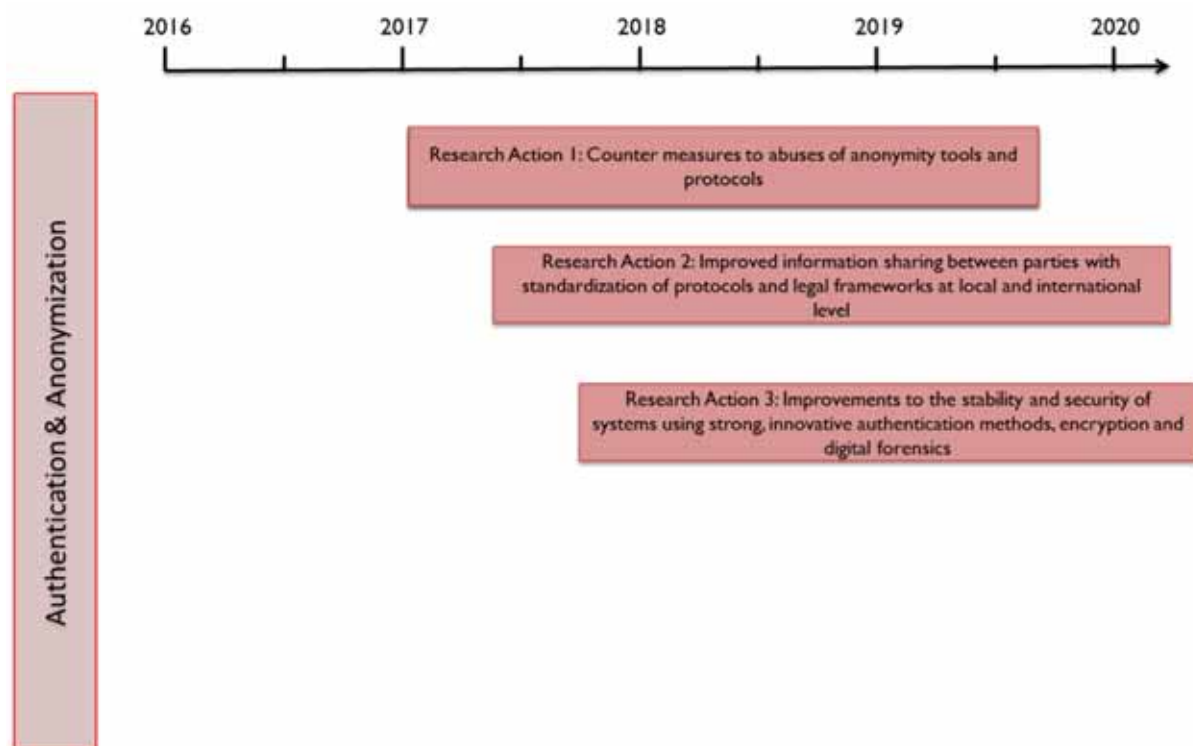 2016 2017 2018 2019 2020
Authentication & Anonymization
Research Action 1: Counter measures to abuses of anonymity tools and
protocols
Research Action 2: Improved information sharing between parties with
standardization of protocols and legal frameworks at local and international
level
Research Action 3: Improvements to the stability and security of
systems using strong, innovative authentication methods, encryption and
digital forensics